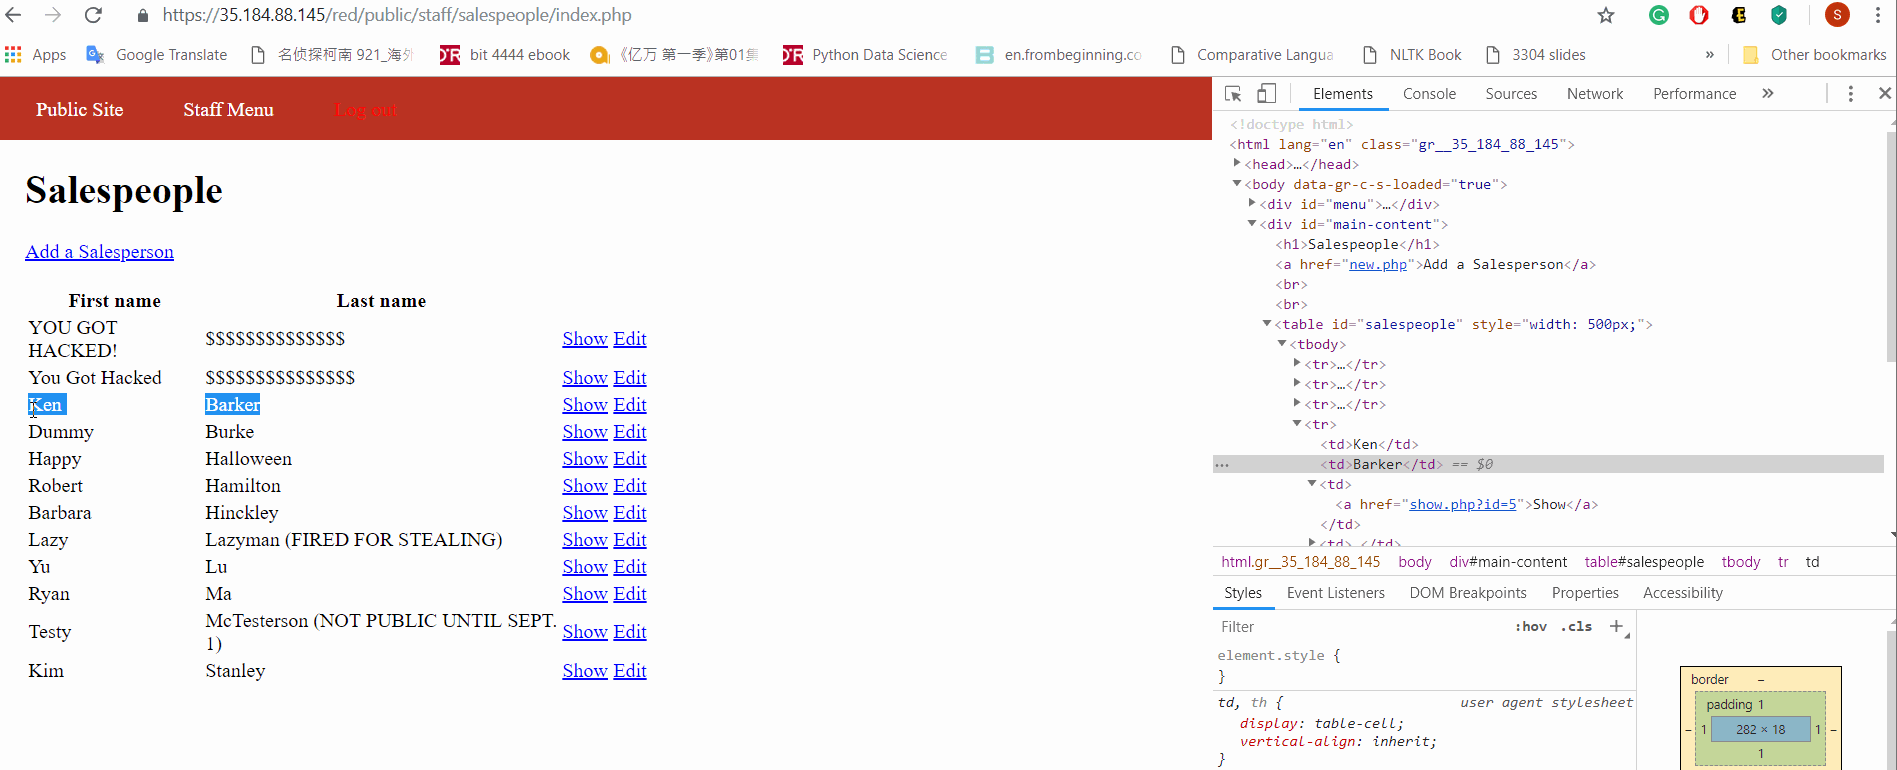 https://35.184.88.145/red/public/staff/salespeople/index.php
Apps Google Translate 名侦探柯南 921_海外 bit 4444 ebook 《亿万 第一季》第01集 Python Data Science en.frombeginning.co Comparative Langua NLTK Book 3304 slides » Other bookmarks
Public Site Staff Menu Log out
Salespeople
Add a Salesperson
First name Last name
YOU GOT
HACKED! $$$$$$$$$$$$$$ Show Edit
You Got Hacked $$$$$$$$$$$$$$$ Show Edit
Ken Barker Show Edit
Dummy Burke Show Edit
Happy Halloween Show Edit
Robert Hamilton Show Edit
Barbara Hinckley Show Edit
Lazy Lazyman (FIRED FOR STEALING) Show Edit
Yu Lu Show Edit
Ryan Ma Show Edit
Testy McTesterson (NOT PUBLIC UNTIL SEPT.
1) Show Edit
Kim Stanley Show Edit
Elements Console Sources Network Performance »
<!doctype html>
<html lang="en" class="gr__35_184_88_145">
<head>…</head>
<body data-gr-c-s-loaded="true">
<div id="menu">…</div>
<div id="main-content">
<h1>Salespeople</h1>
<a href="new.php">Add a Salesperson</a>
<br>
<br>
<table id="salespeople" style="width: 500px;">
<tbody>
<tr>…</tr>
<tr>…</tr>
<tr>…</tr>
<tr>
<td>Ken</td>
… <td>Barker</td> == $0
<td>
<a href="show.php?id=5">Show</a>
</td>
<td>…</td>
html.gr__35_184_88_145 body div#main-content table#salespeople tbody tr td
Styles Event Listeners DOM Breakpoints Properties Accessibility
Filter :hov .cls +
element.style {
}
td, th { user agent stylesheet
display: table-cell;
vertical-align: inherit;
}
border –
padding 1
– 1 282 × 18 1 –
1
S